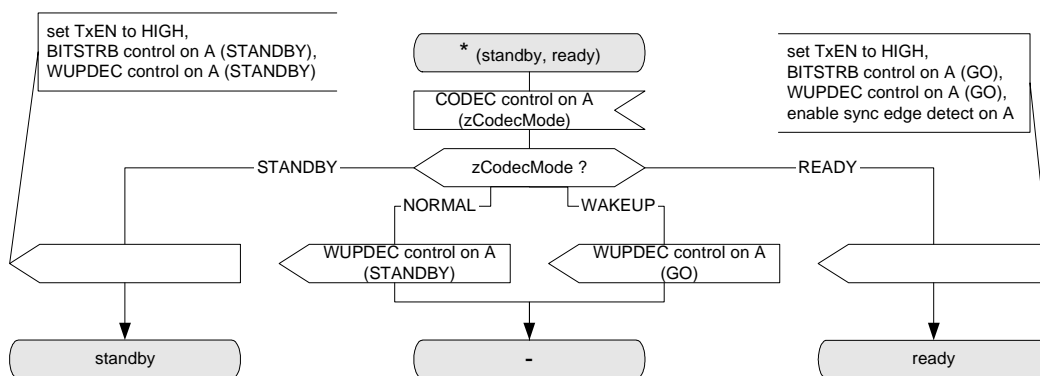 set TxEN to HIGH,
BITSTRB control on A (STANDBY),
WUPDEC control on A (STANDBY)
* (standby, ready)
set TxEN to HIGH,
BITSTRB control on A (GO),
WUPDEC control on A (GO),
enable sync edge detect on A
CODEC control on A
(zCodecMode)
zCodecMode ?
STANDBY
READY
NORMAL
WAKEUP
WUPDEC control on A
(STANDBY)
WUPDEC control on A
(GO)
standby
-
ready